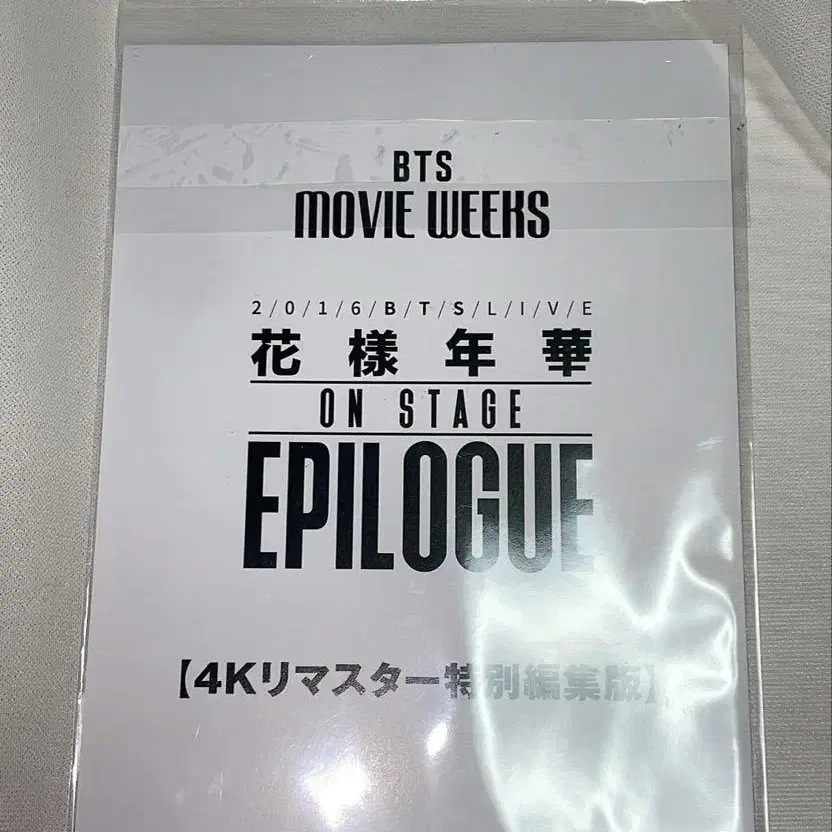 BTS
MOVIE WEEKS
2/0/1/6/B/T/S/L/I/V/E
花樣年華
ON STAGE
EPILOGUE
【4Kリマスター特別編集版】